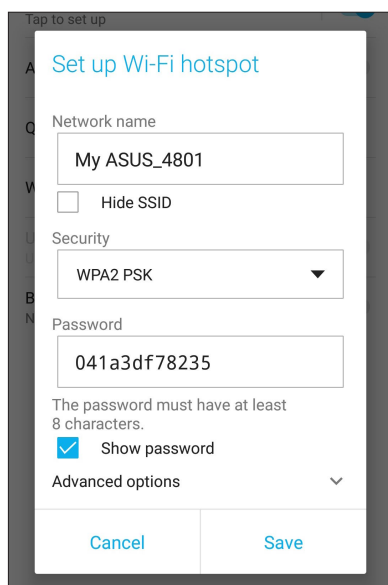 Tap to set up
Set up Wi-Fi hotspot
Network name
My ASUS_4801
Hide SSID
Security
WPA2 PSK
Password
041a3df78235
The password must have at least
8 characters.
Show password
Advanced options
Cancel
Save